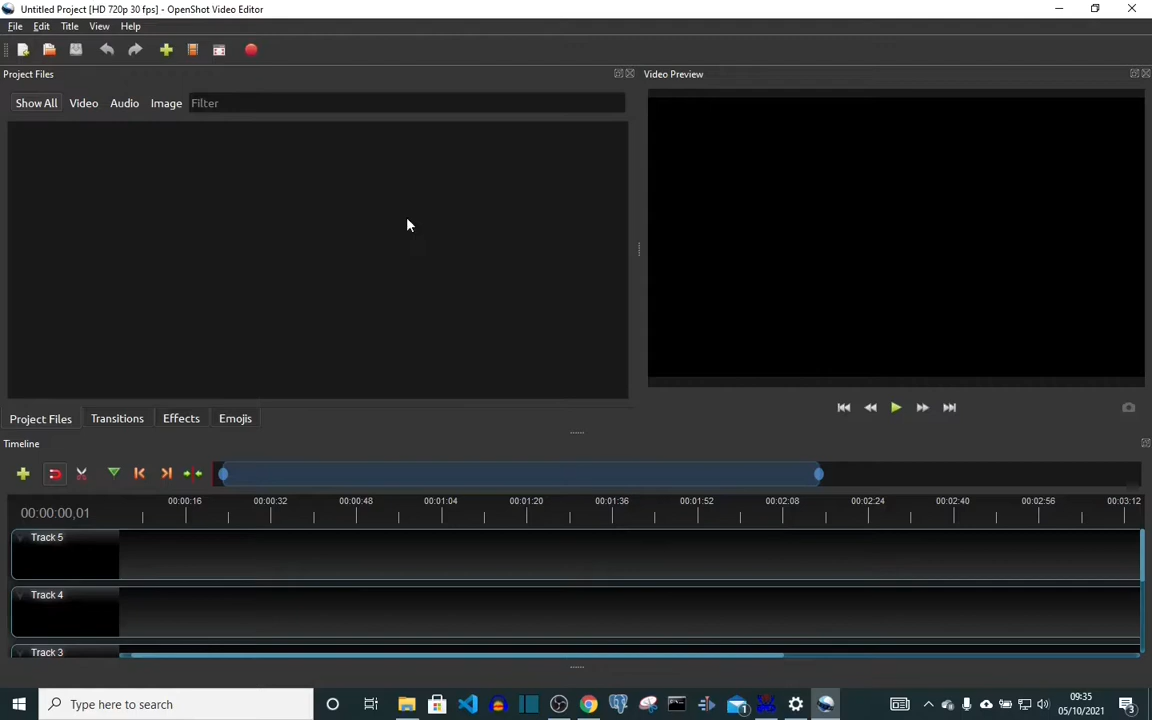 Untitled Project [HD 720p 30 fps] - OpenShot Video Editor
File Edit Title View Help
Project Files
Video Preview
Show All Video Audio Image Filter
Project Files Transitions Effects Emojis
Timeline
00:00:16 00:00:32 00:00:48 00:01:04 00:01:20 00:01:36 00:01:52 00:02:08 00:02:24 00:02:40 00:02:56 00:03:12
00:00:00,01
Track 5
Track 4
Track 3
Type here to search
1
09:35
05/10/2021
3